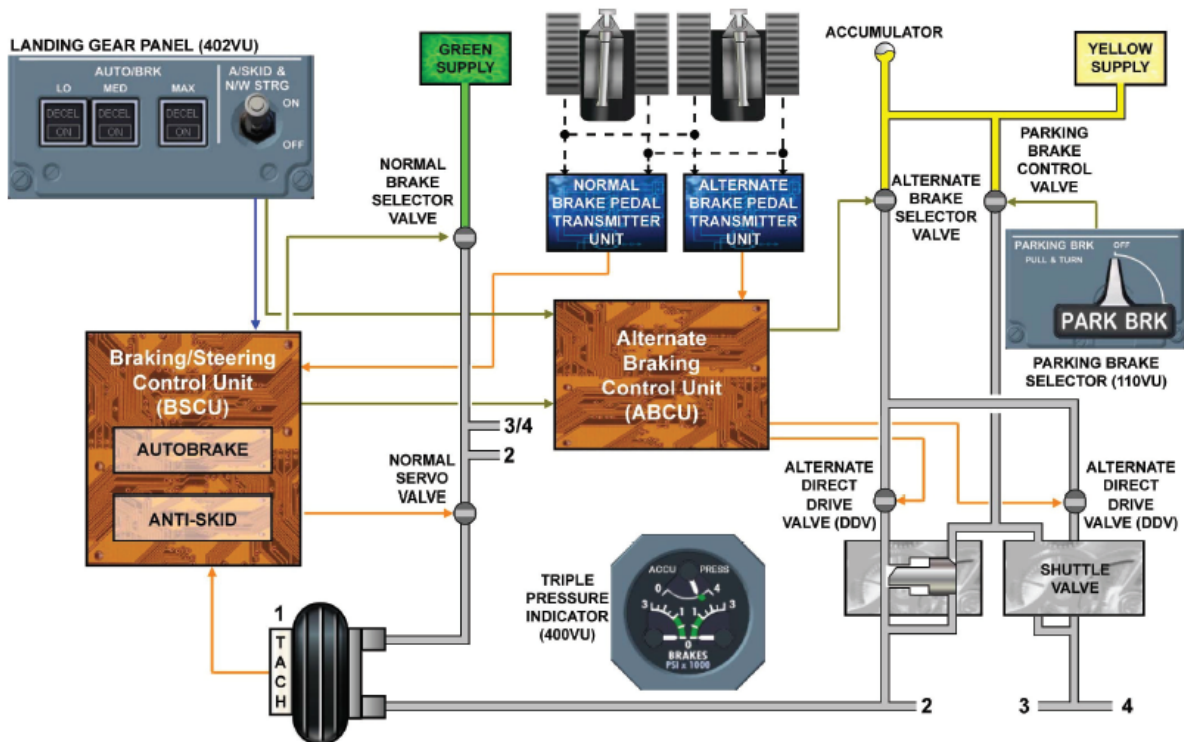 LANDING GEAR PANEL (402VU)
AUTO/BRK
LO
MED
MAX
A/SKID &
N/W STRG
ON
OFF
DECEL
ON
DECEL
ON
DECEL
ON
GREEN
SUPPLY
ACCUMULATOR
YELLOW
SUPPLY
NORMAL
BRAKE
SELECTOR
VALVE
NORMAL
BRAKE PEDAL
TRANSMITTER
UNIT
ALTERNATE
BRAKE PEDAL
TRANSMITTER
UNIT
ALTERNATE
BRAKE
SELECTOR
VALVE
PARKING
BRAKE
CONTROL
VALVE
PARKING BRK
OFF
PULL & TURN
PARK BRK
PARKING BRAKE
SELECTOR (110VU)
Braking/Steering
Control Unit
(BSCU)
AUTOBRAKE
ANTI-SKID
Alternate
Braking
Control Unit
(ABCU)
3/4
2
NORMAL
SERVO
VALVE
ALTERNATE
DIRECT
DRIVE
VALVE (DDV)
ALTERNATE
DIRECT
DRIVE
VALVE (DDV)
SHUTTLE
VALVE
TRIPLE
PRESSURE
INDICATOR
(400VU)
ACCU PRESS
0 4
3 1 1 3
0
BRAKES
PSI x 1000
1
TACH
2
3
4